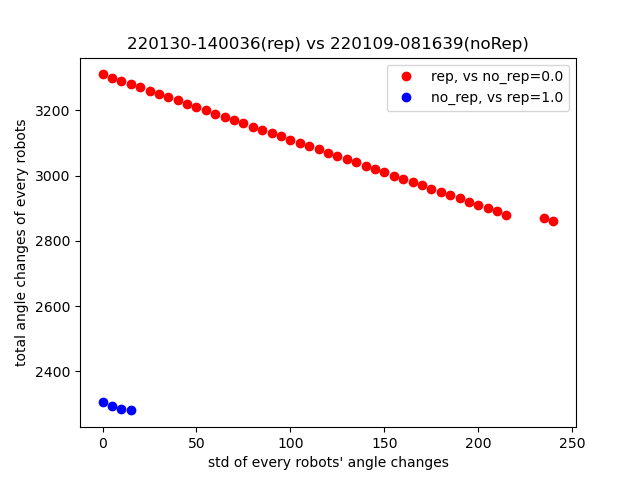 220130-140036(rep) vs 220109-081639(noRep)
rep, vs no_rep=0.0
no_rep, vs rep=1.0
total angle changes of every robots
3200
3000
2800
2600
2400
0 50 100 150 200 250
std of every robots' angle changes